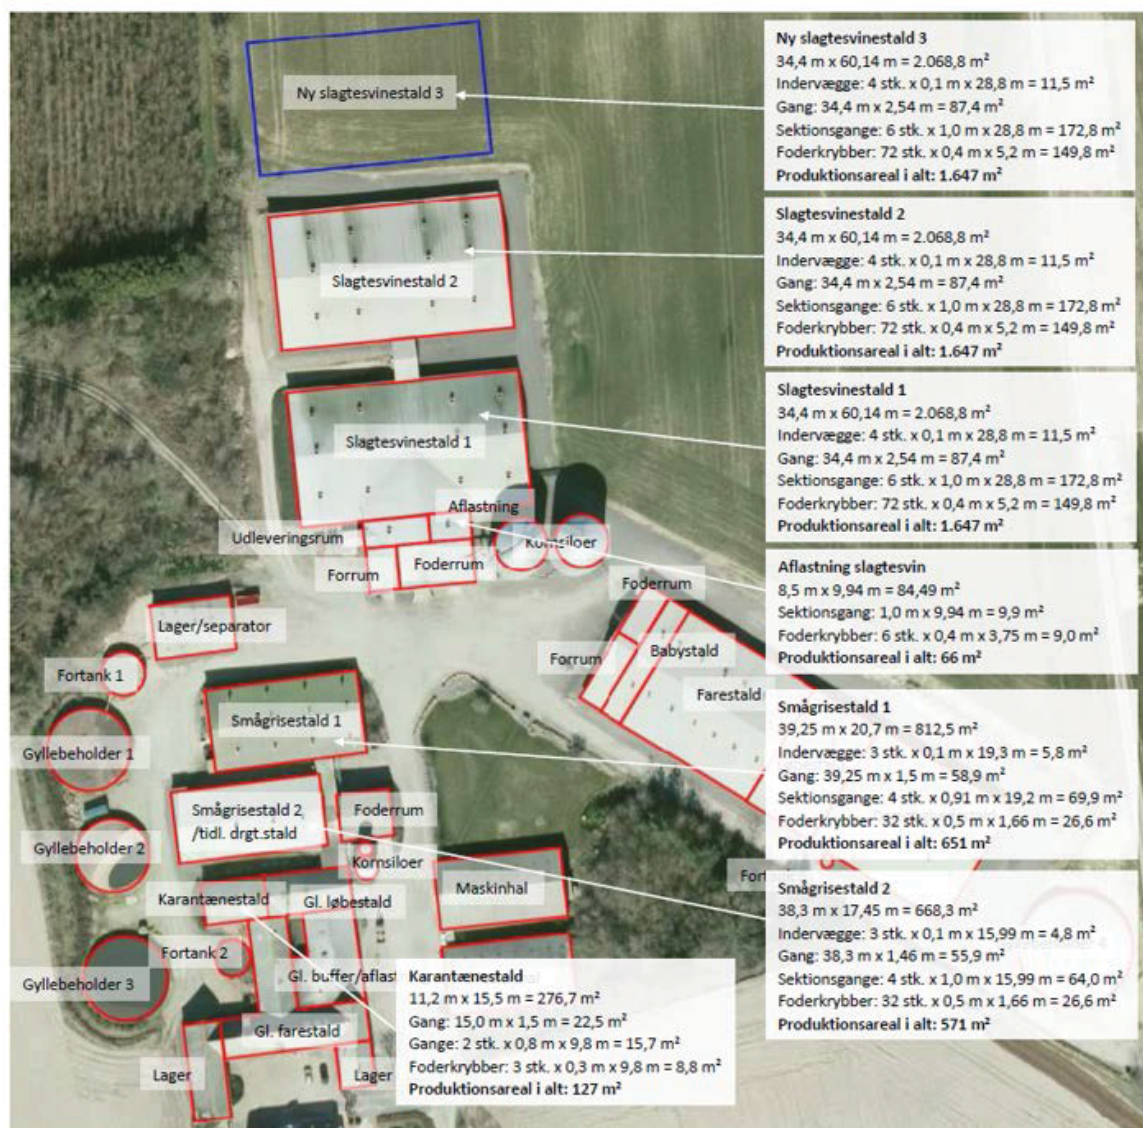 Ny slagtesvinestald 3
Ny slagtesvinestald 3
34,4 m x 60,14 m = 2.068,8 m²
Indervægge: 4 stk. x 0,1 m x 28,8 m = 11,5 m²
Gang: 34,4 m x 2,54 m = 87,4 m²
Sektionsgange: 6 stk. x 1,0 m x 28,8 m = 172,8 m²
Foderkrybber: 72 stk. x 0,4 m x 5,2 m = 149,8 m²
Produktionsareal i alt: 1.647 m²
Slagtesvinestald 2
Slagtesvinestald 2
34,4 m x 60,14 m = 2.068,8 m²
Indervægge: 4 stk. x 0,1 m x 28,8 m = 11,5 m²
Gang: 34,4 m x 2,54 m = 87,4 m²
Sektionsgange: 6 stk. x 1,0 m x 28,8 m = 172,8 m²
Foderkrybber: 72 stk. x 0,4 m x 5,2 m = 149,8 m²
Produktionsareal i alt: 1.647 m²
Slagtesvinestald 1
Slagtesvinestald 1
34,4 m x 60,14 m = 2.068,8 m²
Indervægge: 4 stk. x 0,1 m x 28,8 m = 11,5 m²
Gang: 34,4 m x 2,54 m = 87,4 m²
Sektionsgange: 6 stk. x 1,0 m x 28,8 m = 172,8 m²
Foderkrybber: 72 stk. x 0,4 m x 5,2 m = 149,8 m²
Produktionsareal i alt: 1.647 m²
Aflastning
Udleveringsrum
Kornsiloer
Forrum
Foderrum
Aflastning slagtesvin
8,5 m x 9,94 m = 84,49 m²
Sektionsgang: 1,0 m x 9,94 m = 9,9 m²
Foderkrybber: 6 stk. x 0,4 m x 3,75 m = 9,0 m²
Produktionsareal i alt: 66 m²
Foderrum
Lager/separator
Forrum
Babystald
Farestald
Fortank 1
Smågrisestald 1
Gyllebeholder 1
Smågrisestald 1
39,25 m x 20,7 m = 812,5 m²
Indervægge: 3 stk. x 0,1 m x 19,3 m = 5,8 m²
Gang: 39,25 m x 1,5 m = 58,9 m²
Sektionsgange: 4 stk. x 0,91 m x 19,2 m = 69,9 m²
Foderkrybber: 32 stk. x 0,5 m x 1,66 m = 26,6 m²
Produktionsareal i alt: 651 m²
Smågrisestald 2
/tidl. drgt.stald
Foderrum
Gyllebeholder 2
Kornsiloer
Maskinhal
Karantænestald
Gl. løbestald
Smågrisestald 2
38,3 m x 17,45 m = 668,3 m²
Indervægge: 3 stk. x 0,1 m x 15,99 m = 4,8 m²
Gang: 38,3 m x 1,46 m = 55,9 m²
Sektionsgange: 4 stk. x 1,0 m x 15,99 m = 64,0 m²
Foderkrybber: 32 stk. x 0,5 m x 1,66 m = 26,6 m²
Produktionsareal i alt: 571 m²
Fortank 2
Gyllebeholder 3
Gl. buffer/aflast
Gl. farestald
Lager
Lager
Karantænestald
11,2 m x 15,5 m = 276,7 m²
Gang: 15,0 m x 1,5 m = 22,5 m²
Gange: 2 stk. x 0,8 m x 9,8 m = 15,7 m²
Foderkrybber: 3 stk. x 0,3 m x 9,8 m = 8,8 m²
Produktionsareal i alt: 127 m²